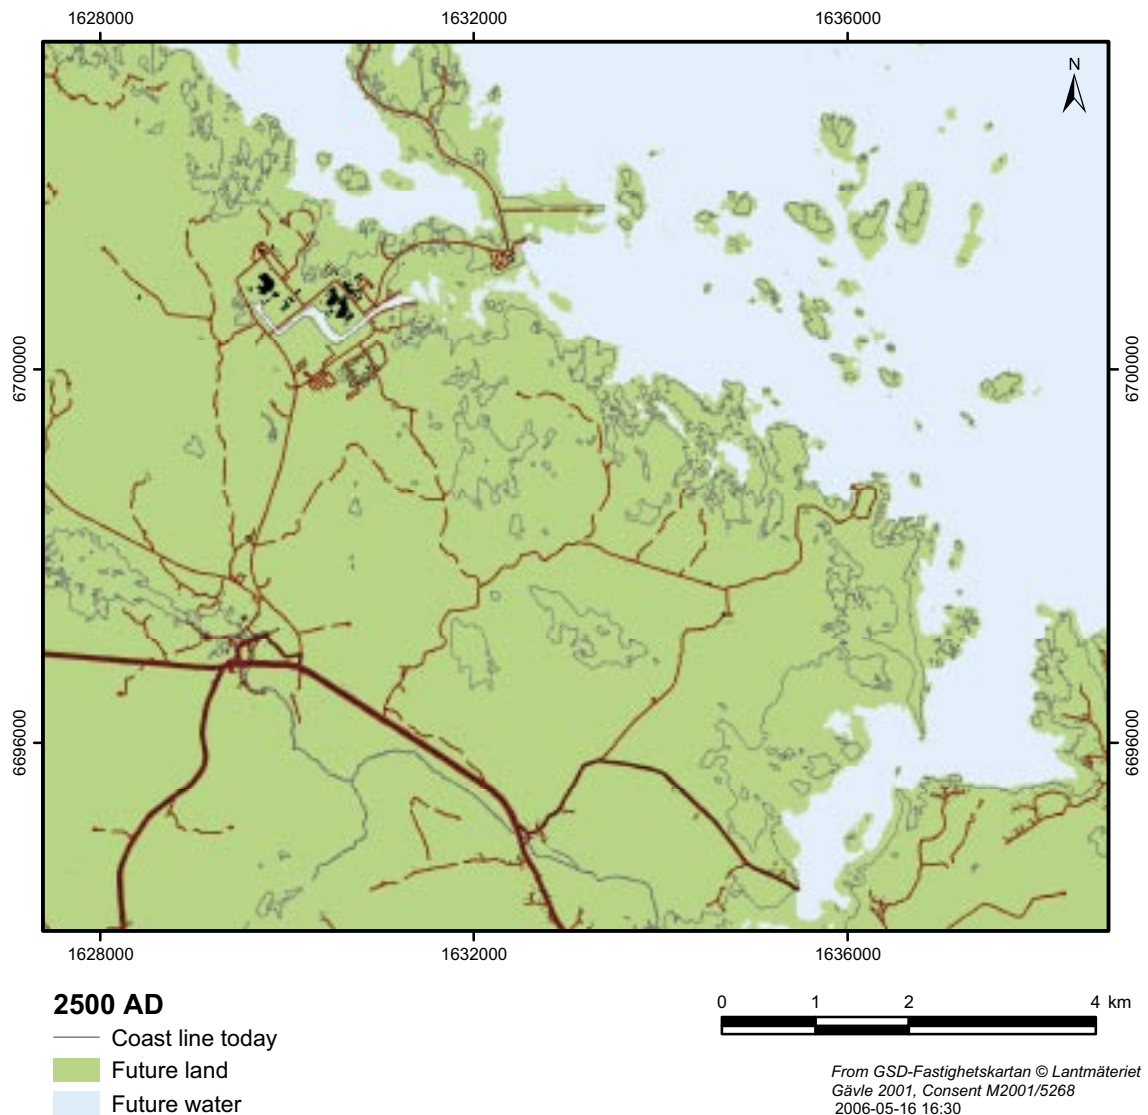 1628000 1632000 1636000
N
6700000 6700000
6696000 6696000
1628000 1632000 1636000
2500 AD
Coast line today
Future land
Future water
0 1 2 4 km
From GSD-Fastighetskartan © Lantmäteriet
Gävle 2001, Consent M2001/5268
2006-05-16 16:30